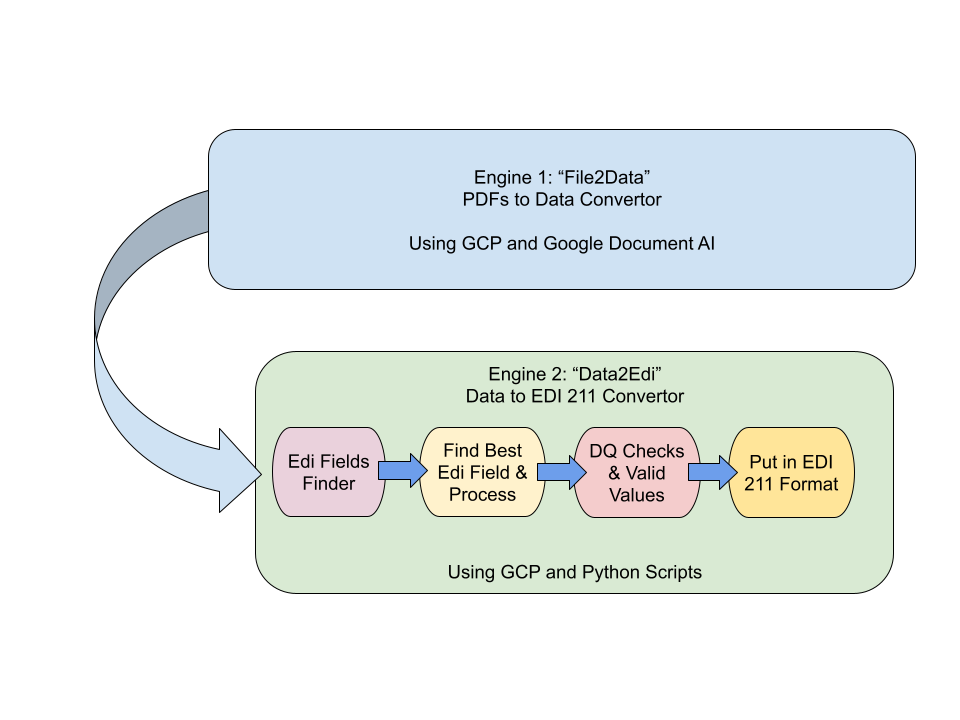 Engine 1: “File2Data”
PDFs to Data Convertor
Using GCP and Google Document AI
Engine 2: “Data2Edi”
Data to EDI 211 Convertor
Edi Fields
Finder
Find Best
Edi Field &
Process
DQ Checks
& Valid
Values
Put in EDI
211 Format
Using GCP and Python Scripts